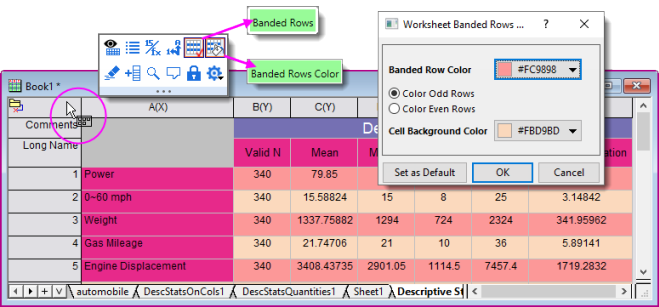 Banded Rows
Banded Rows Color
Worksheet Banded Rows ... ? ×
Banded Row Color #FC9898
Color Odd Rows
Color Even Rows
Cell Background Color #FBD9BD
Set as Default OK Cancel
Book1 *
A(X) B(Y) C(Y)
Comments
Long Name Valid N Mean
1 Power 340 79.85
2 0~60 mph 340 15.58824 15 8 25 3.14842
3 Weight 340 1337.75882 1294 724 2324 341.95962
4 Gas Mileage 340 21.74706 21 10 36 5.89141
5 Engine Displacement 340 3408.43735 2901.05 1114.5 7457.4 1719.2832
automobile DescStatsOnCols1 DescStatsQuantities1 Sheet1 Descriptive St